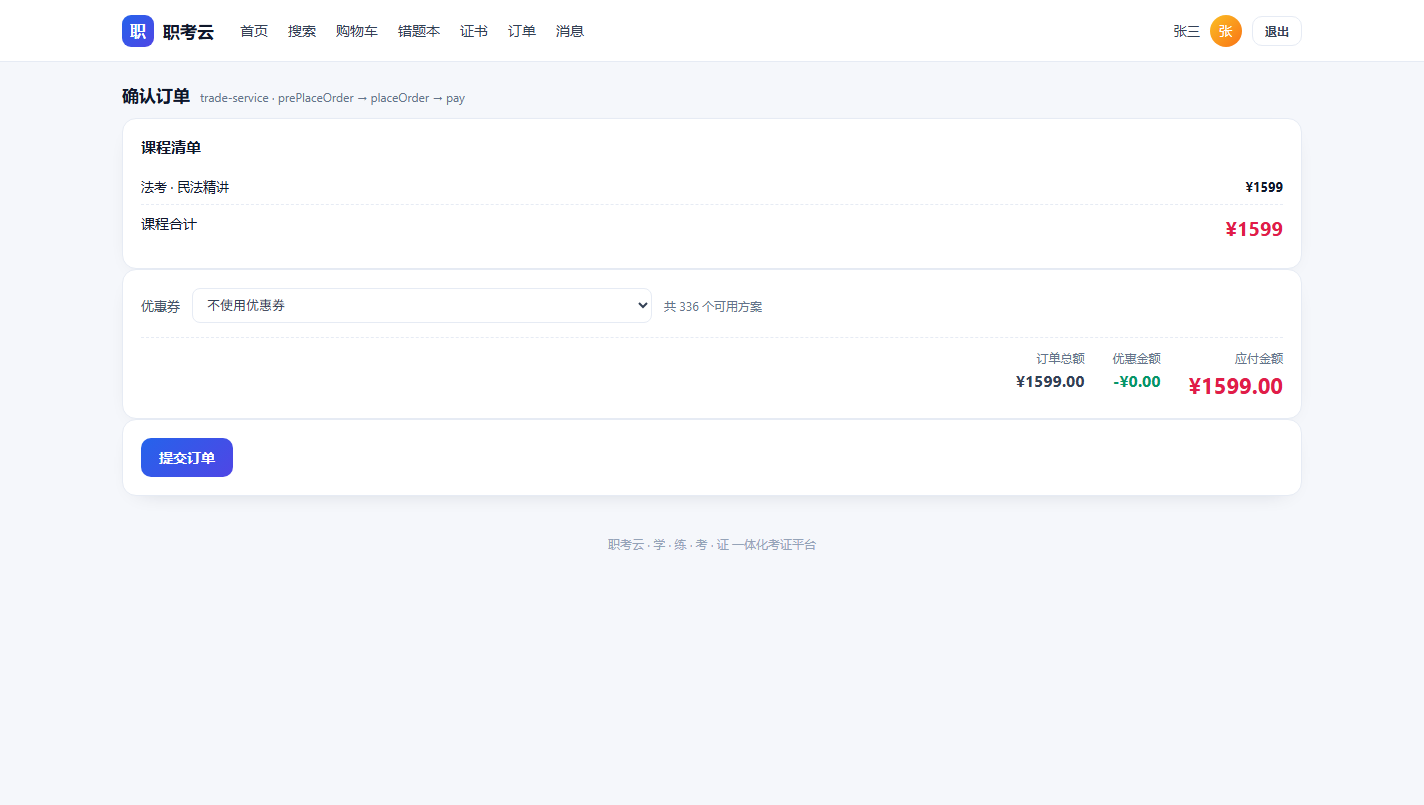 职 职考云 首页 搜索 购物车 错题本 证书 订单 消息 张三 张 退出
确认订单 trade-service · prePlaceOrder → placeOrder → pay
课程清单
法考 · 民法精讲 ¥1599
课程合计 ¥1599
优惠券 不使用优惠券 共 336 个可用方案
订单总额 优惠金额 应付金额
¥1599.00 -¥0.00 ¥1599.00
提交订单
职考云 · 学 · 练 · 考 · 证 一体化考证平台